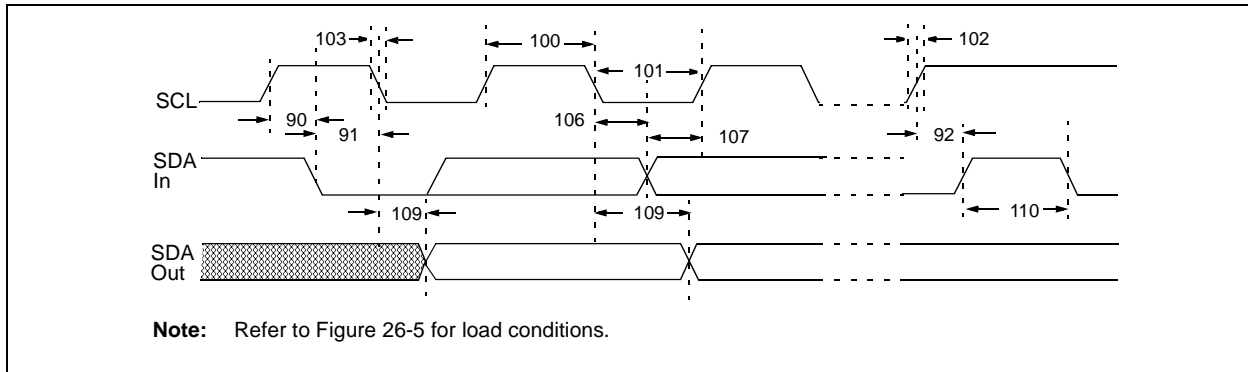 103
100
102
101
SCL
90
91
106
107
92
SDA
In
109
109
110
SDA
Out
Note: Refer to Figure 26-5 for load conditions.